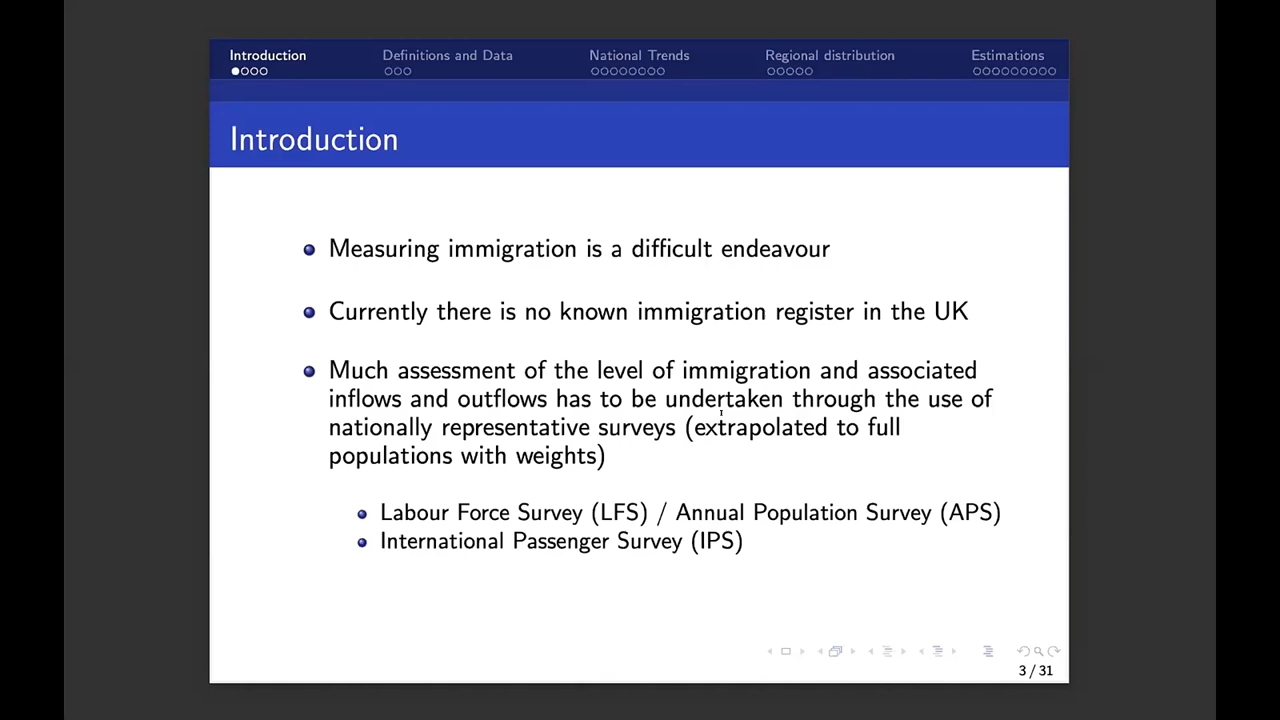 Introduction
Definitions and Data
National Trends
Regional distribution
Estimations
Introduction
Measuring immigration is a difficult endeavour
Currently there is no known immigration register in the UK
Much assessment of the level of immigration and associated
inflows and outflows has to be undertaken through the use of
nationally representative surveys (extrapolated to full
populations with weights)
Labour Force Survey (LFS) / Annual Population Survey (APS)
International Passenger Survey (IPS)
3 / 31